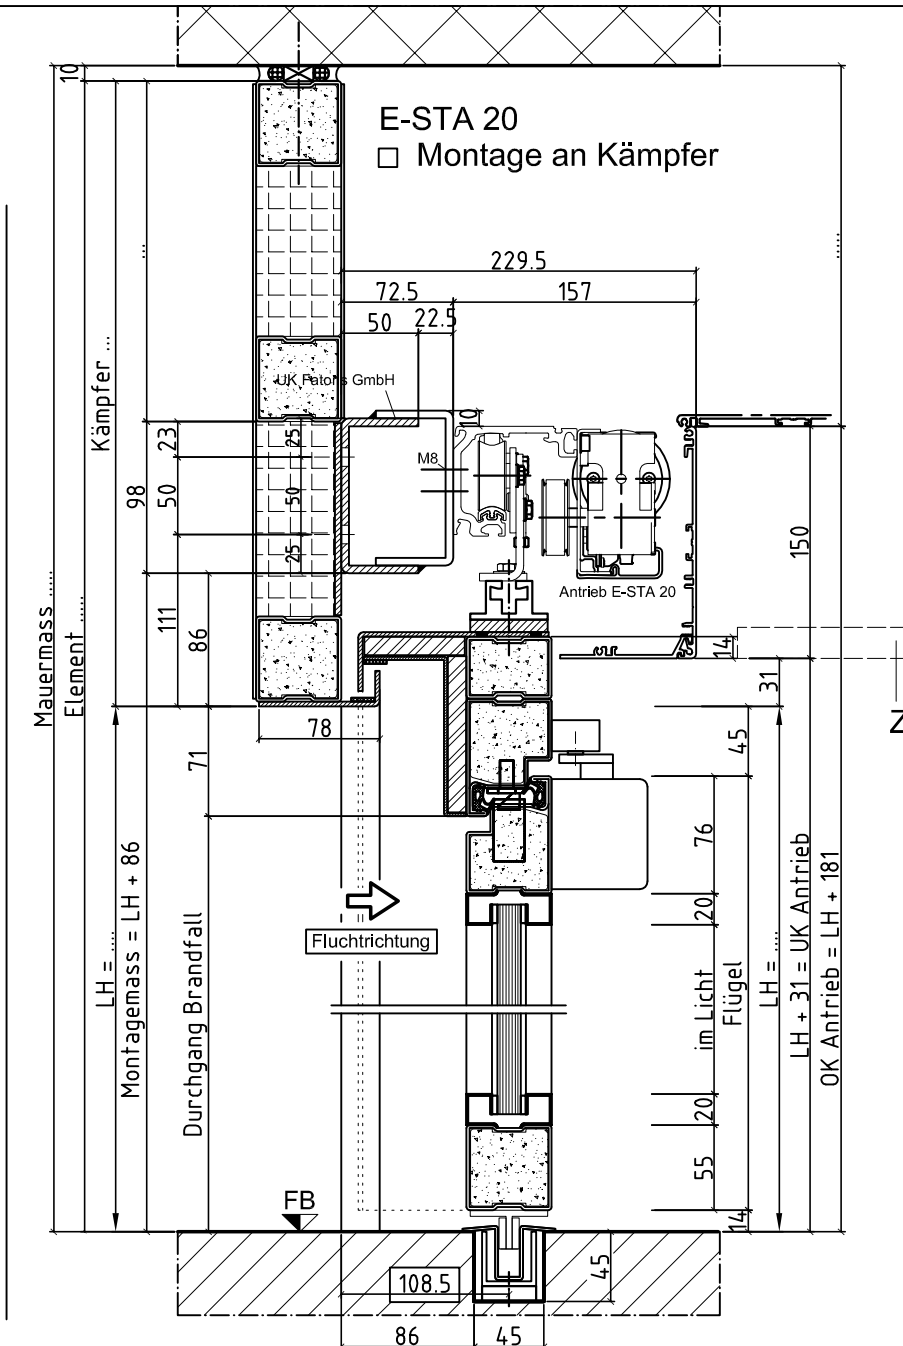 10
E-STA 20
□ Montage an Kämpfer
...
.....
229.5
72.5
157
50
22.5
Kämpfer ...
UK Fatoris GmbH
10
23
25
M8
98
50
50
25
150
Antrieb E-STA 20
Mauermass .....
Element .....
111
86
14
31
Z
78
45
71
76
LH = ....
Montagemass = LH + 86
Durchgang Brandfall
Fluchtrichtung
20
im Licht
Flügel
LH = ....
LH + 31 = UK Antrieb
OK Antrieb = LH + 181
20
55
FB
14
45
108.5
86
45